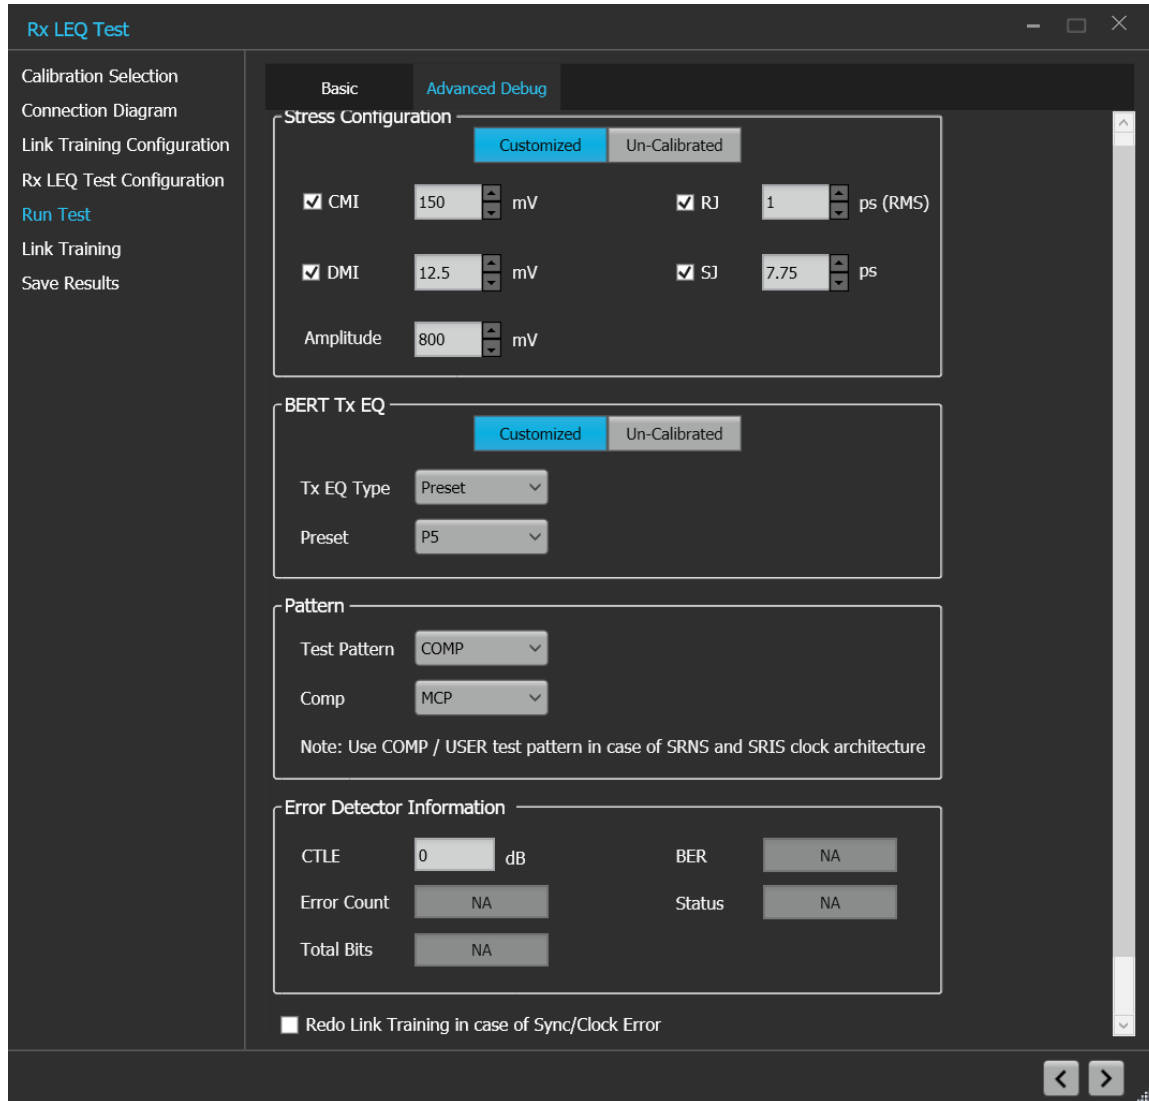 Rx LEQ Test
Calibration Selection
Connection Diagram
Link Training Configuration
Rx LEQ Test Configuration
Run Test
Link Training
Save Results
Basic Advanced Debug
Stress Configuration
Customized Un-Calibrated
CMI 150 mV RJ 1 ps (RMS)
DMI 12.5 mV SJ 7.75 ps
Amplitude 800 mV
BERT Tx EQ
Customized Un-Calibrated
Tx EQ Type Preset
Preset P5
Pattern
Test Pattern COMP
Comp MCP
Note: Use COMP / USER test pattern in case of SRNS and SRIS clock architecture
Error Detector Information
CTLE 0 dB BER NA
Error Count NA Status NA
Total Bits NA
Redo Link Training in case of Sync/Clock Error